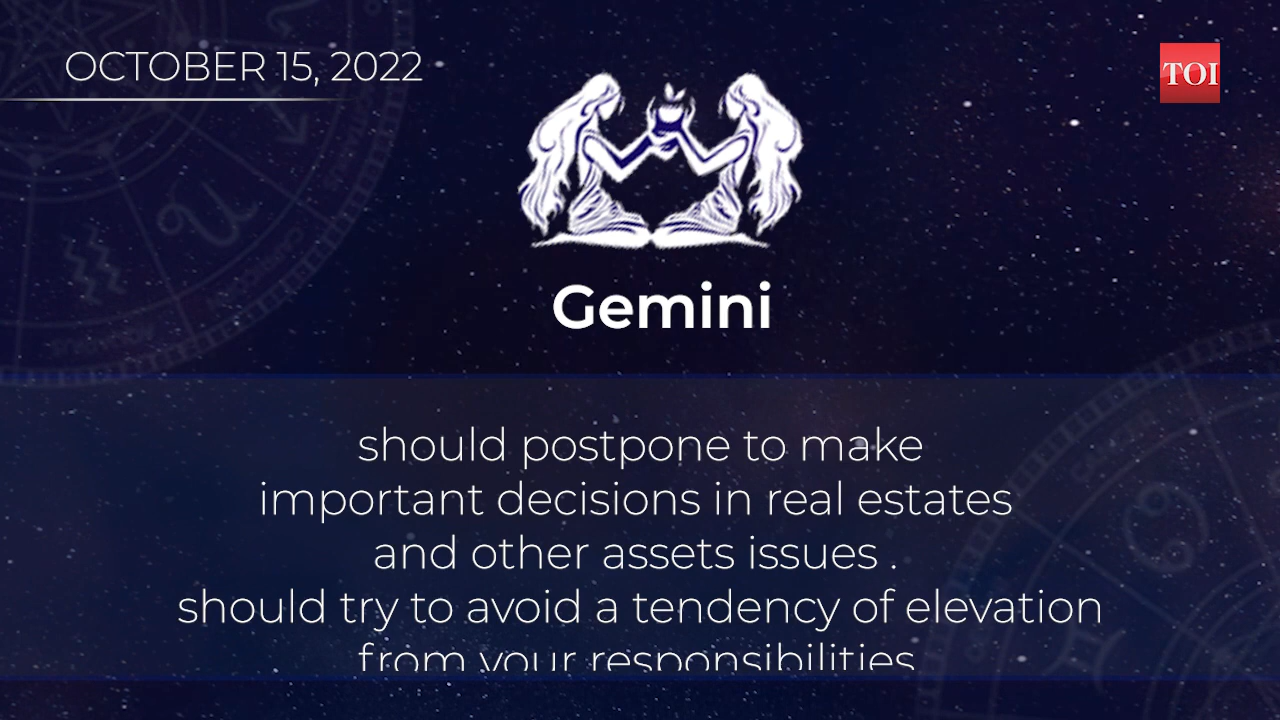 OCTOBER 15, 2022
TOI
Gemini
should postpone to make
important decisions in real estates
and other assets issues .
should try to avoid a tendency of elevation
from your responsibilities